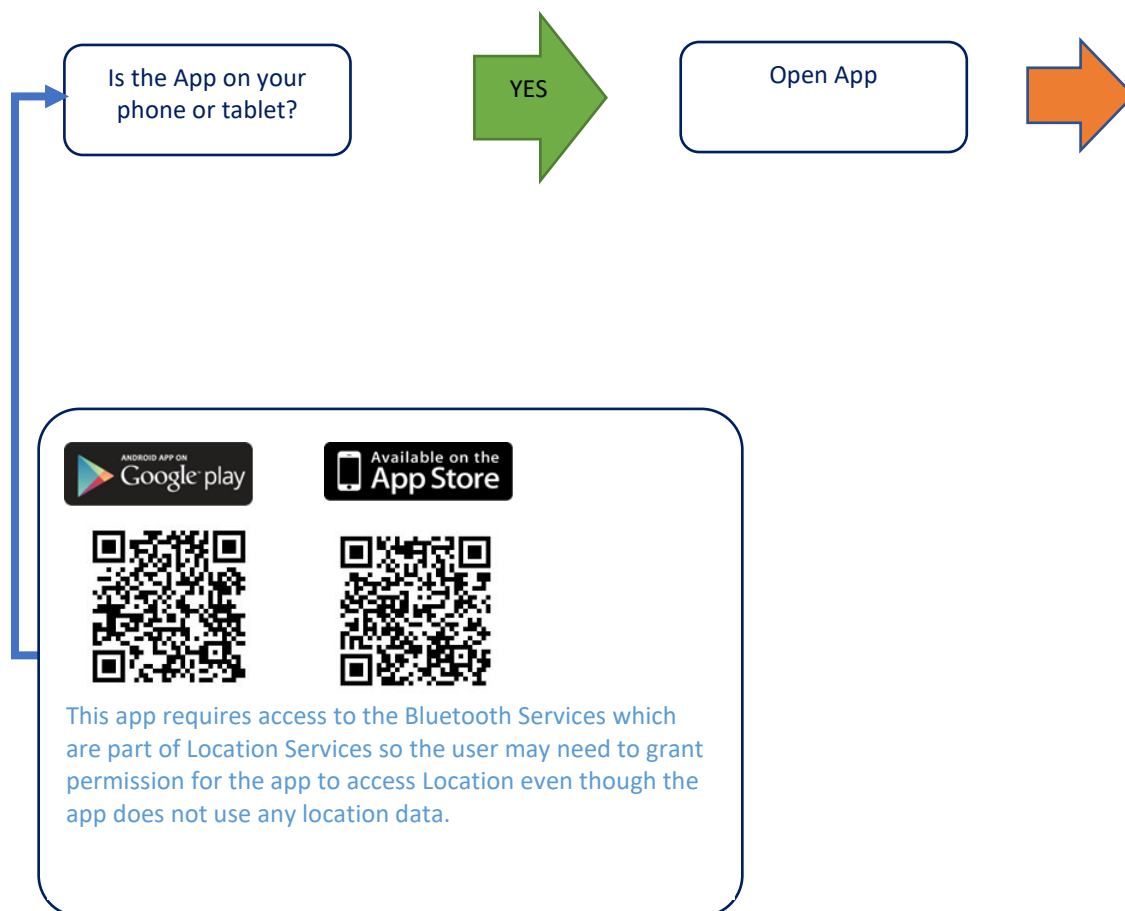 Is the App on your
phone or tablet?
YES
Open App
ANDROID APP ON
Google play
Available on the
App Store
This app requires access to the Bluetooth Services which
are part of Location Services so the user may need to grant
permission for the app to access Location even though the
app does not use any location data.